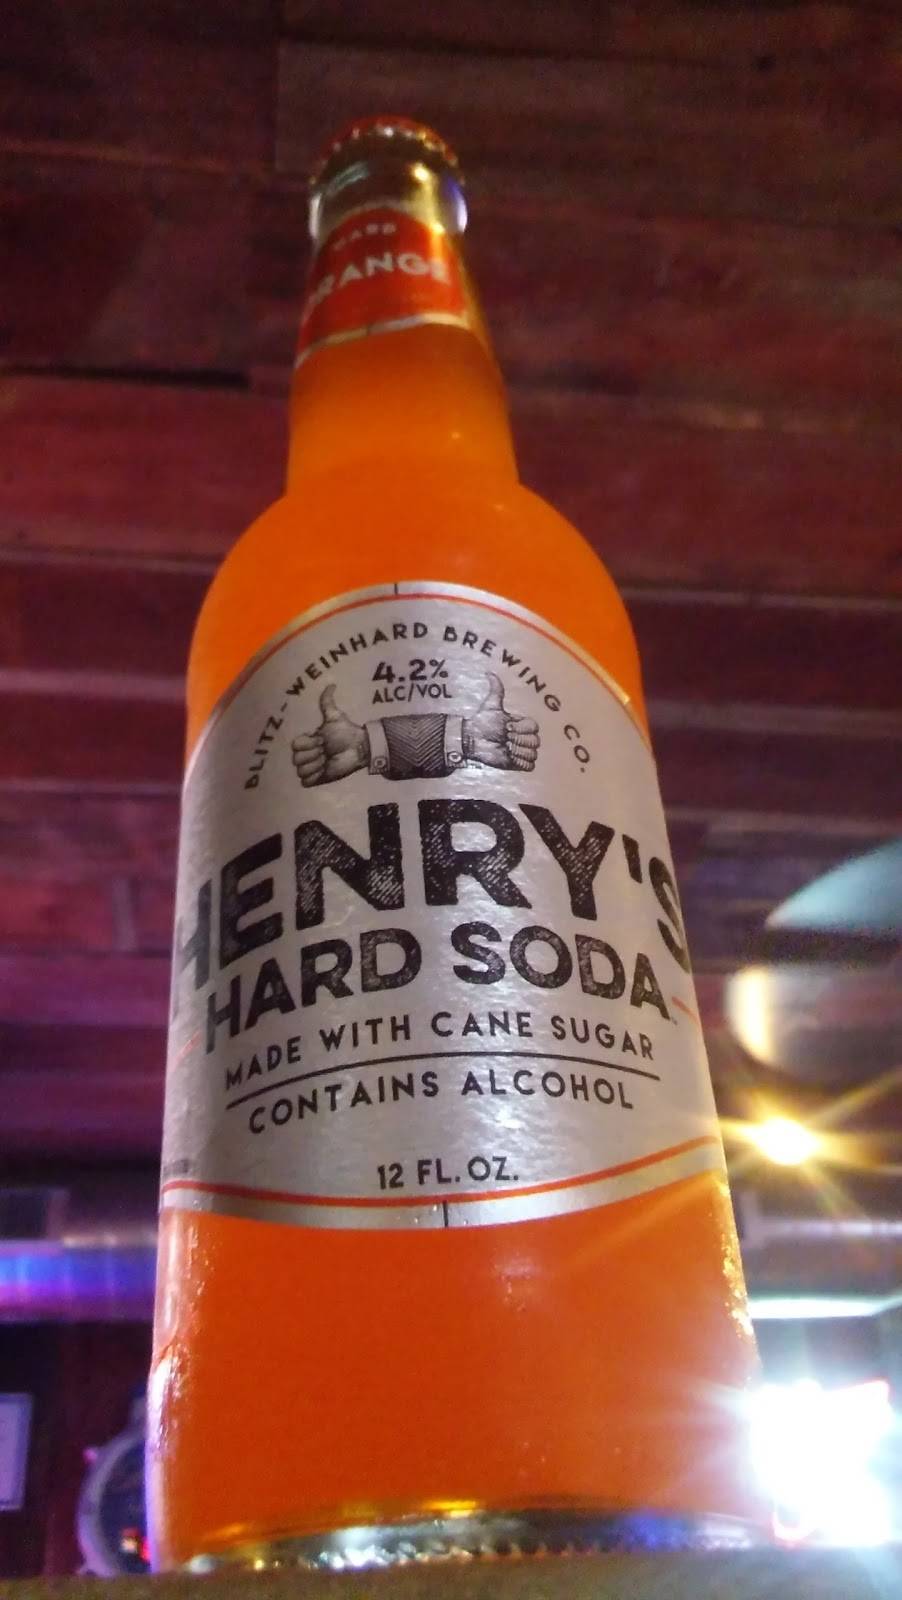 HARD
ORANGE
BLITZ-WEINHARD BREWING CO.
4.2%
ALC/VOL
HENRY'S
HARD SODA
MADE WITH CANE SUGAR
CONTAINS ALCOHOL
12 FL. OZ.